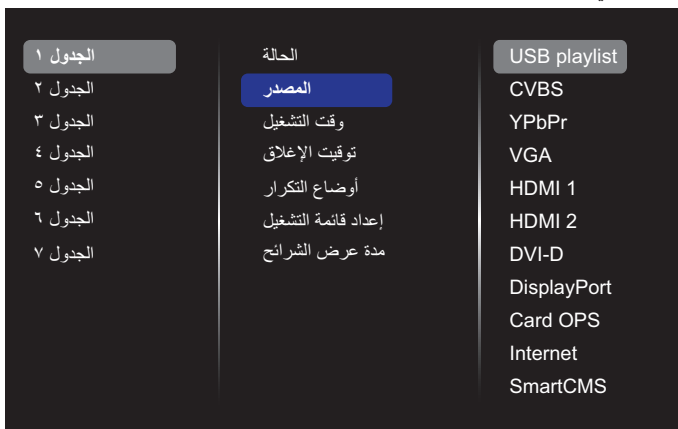 الجدول ١
الجدول ٢
الجدول ٣
الجدول ٤
الجدول ٥
الجدول ٦
الجدول ٧
الحالة
المصدر
وقت التشغيل
توقيت الإغلاق
أوضاع التكرار
إعداد قائمة التشغيل
مدة عرض الشرائح
USB playlist
CVBS
YPbPr
VGA
HDMI 1
HDMI 2
DVI-D
DisplayPort
Card OPS
Internet
SmartCMS